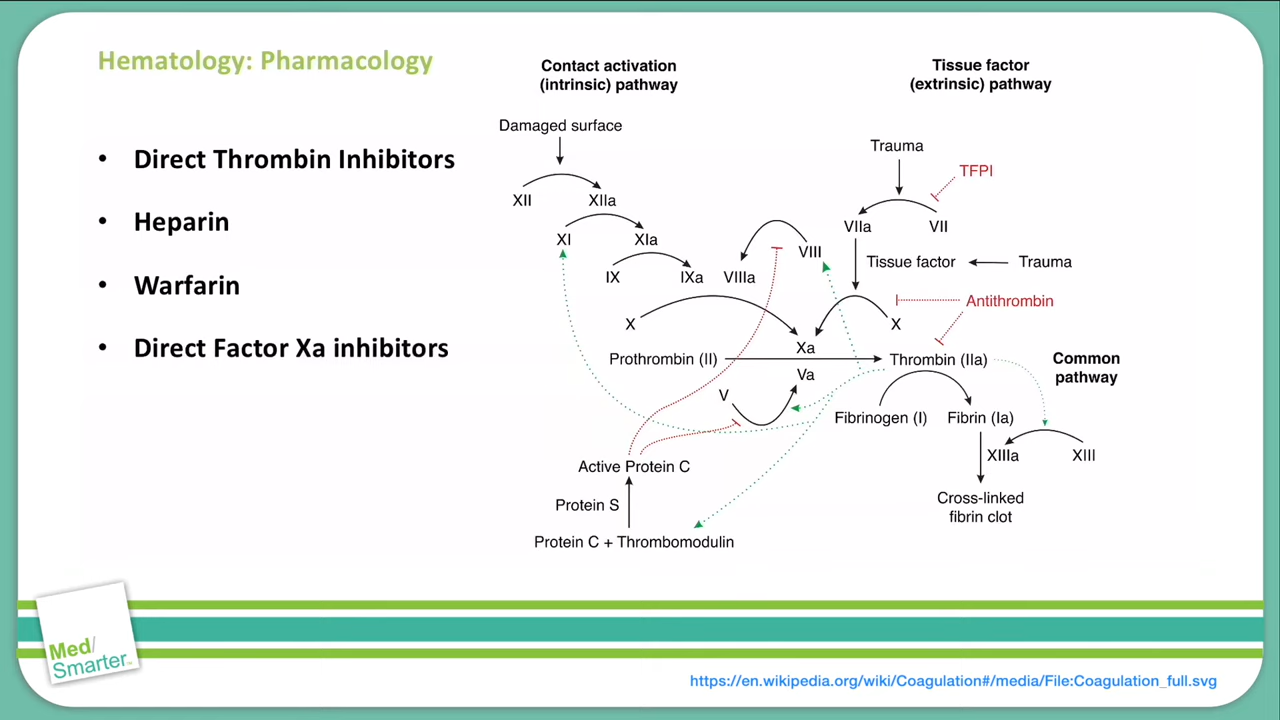 Hematology: Pharmacology
• Direct Thrombin Inhibitors
• Heparin
• Warfarin
• Direct Factor Xa inhibitors
Contact activation
(intrinsic) pathway
Tissue factor
(extrinsic) pathway
Damaged surface
Trauma
TFPI
XII
XIIa
VIIa
VII
XI
XIa
VIII
Tissue factor
Trauma
IX
IXa
VIIIa
Antithrombin
X
Xa
X
Prothrombin (II)
Thrombin (IIa)
Common
pathway
Va
V
Fibrinogen (I)
Fibrin (Ia)
XIIIa
XIII
Active Protein C
Cross-linked
fibrin clot
Protein S
Protein C + Thrombomodulin
Med/
Smarter™
https://en.wikipedia.org/wiki/Coagulation#/media/File:Coagulation_full.svg